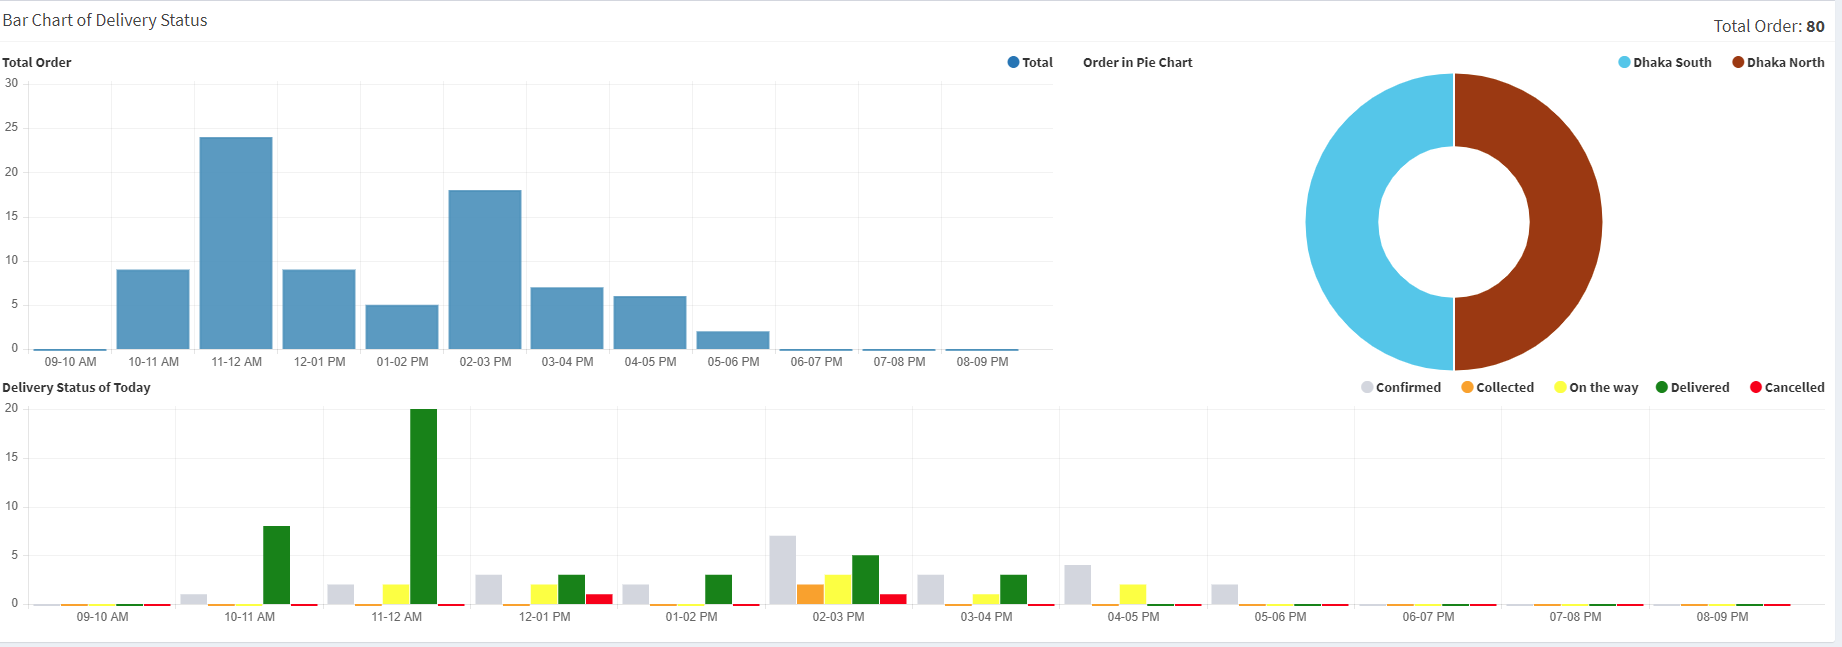 Bar Chart of Delivery Status
Total Order: 80
Total Order
Total
30
25
20
15
10
5
0
09-10 AM 10-11 AM 11-12 AM 12-01 PM 01-02 PM 02-03 PM 03-04 PM 04-05 PM 05-06 PM 06-07 PM 07-08 PM 08-09 PM
Order in Pie Chart
Dhaka South Dhaka North
Delivery Status of Today
Confirmed Collected On the way Delivered Cancelled
20
15
10
5
0
09-10 AM 10-11 AM 11-12 AM 12-01 PM 01-02 PM 02-03 PM 03-04 PM 04-05 PM 05-06 PM 06-07 PM 07-08 PM 08-09 PM